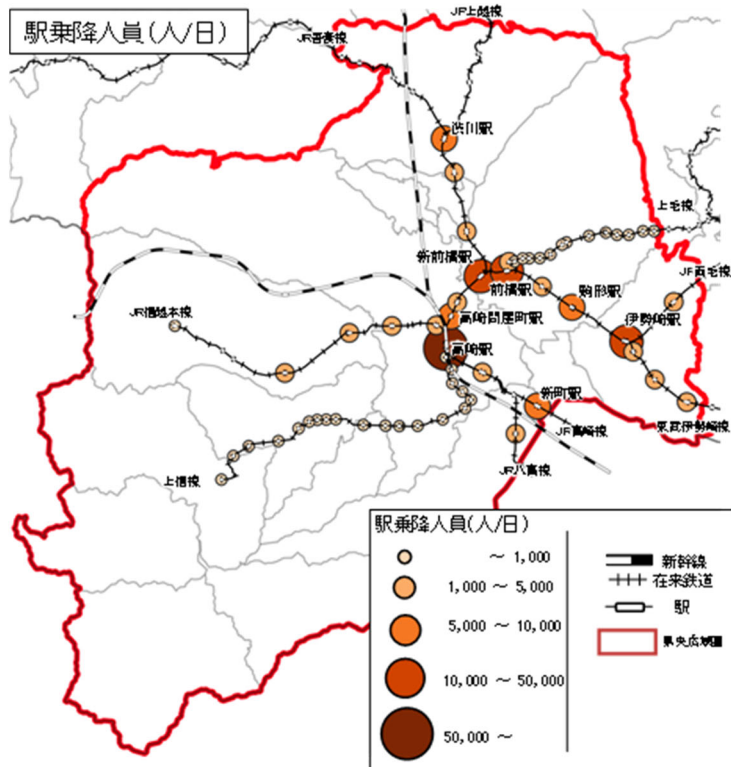 駅乗降人員(人/日)
JR上越線
JR吾妻線
渋川駅
上毛線
新前橋駅
前橋駅
JR両毛線
駒形駅
伊勢崎駅
高崎問屋町駅
JR信越本線
高崎駅
新町駅
東武伊勢崎線
JR高崎線
上信線
JR八高線
駅乗降人員(人/日)
~ 1,000
1,000 ~ 5,000
5,000 ~ 10,000
10,000 ~ 50,000
50,000 ~
新幹線
在来鉄道
駅
県央広域圏